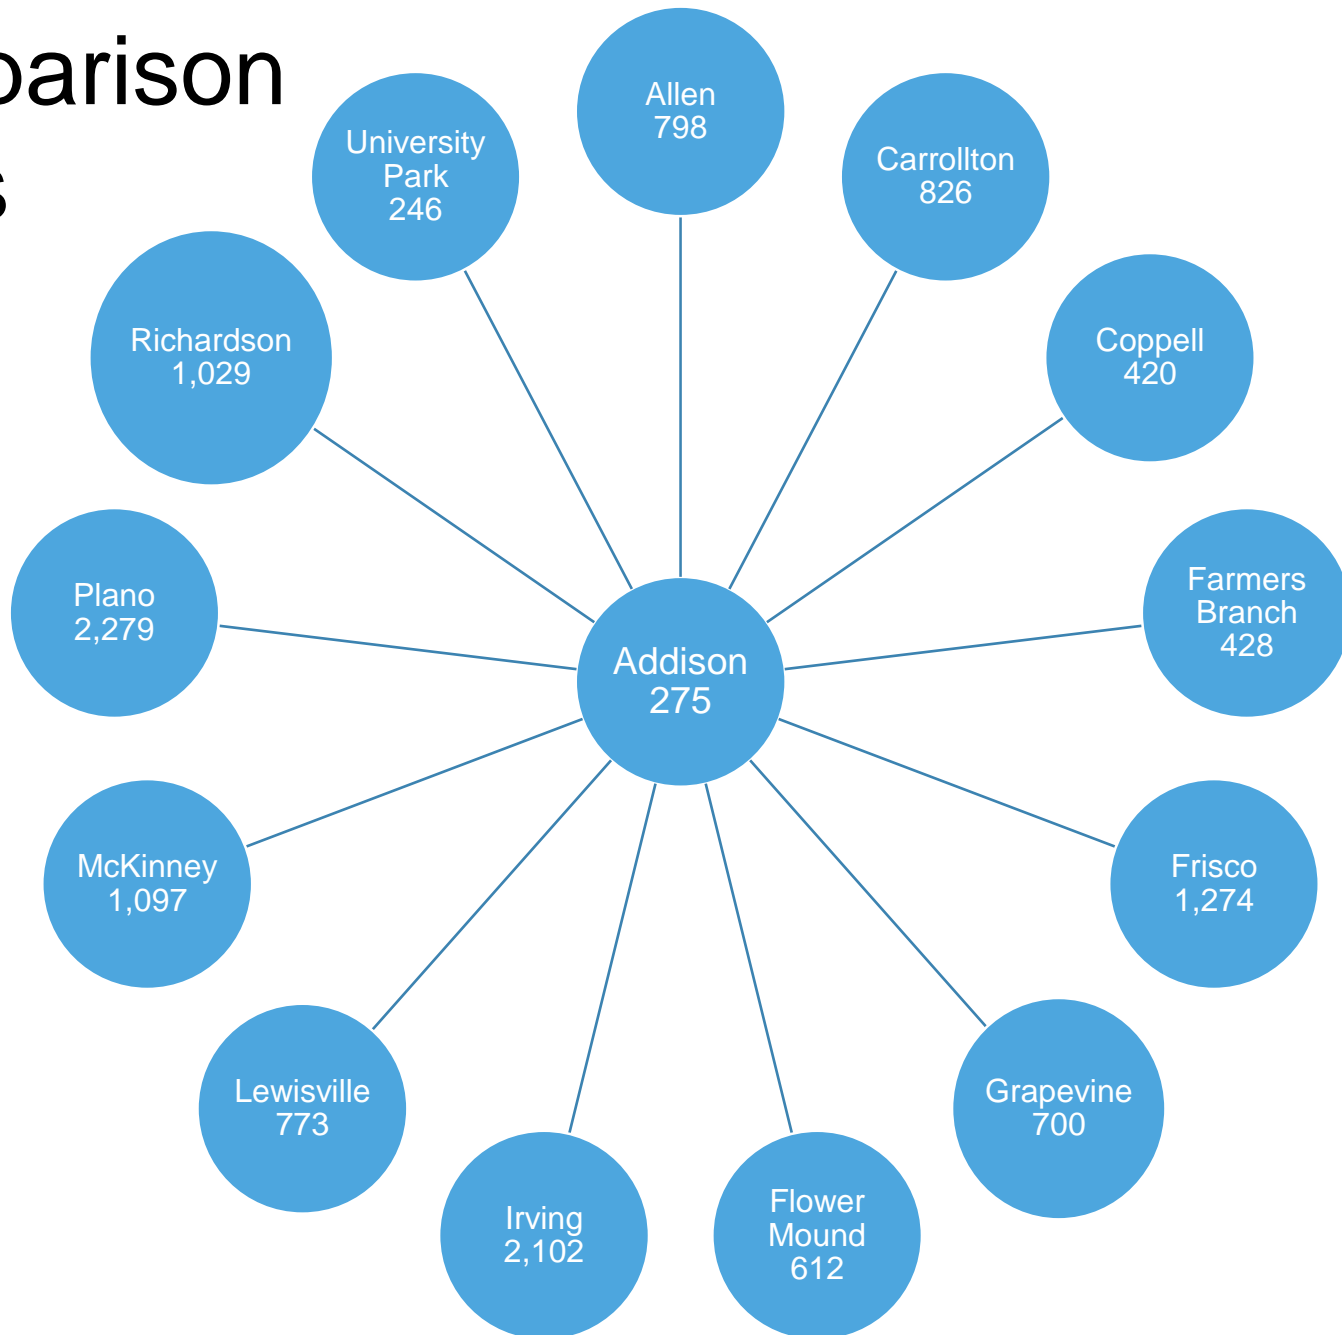 parison
s
Allen
798
Carrollton
826
Coppell
420
Farmers
Branch
428
Frisco
1,274
Grapevine
700
Flower
Mound
612
Irving
2,102
Lewisville
773
McKinney
1,097
Plano
2,279
Richardson
1,029
University
Park
246
Addison
275